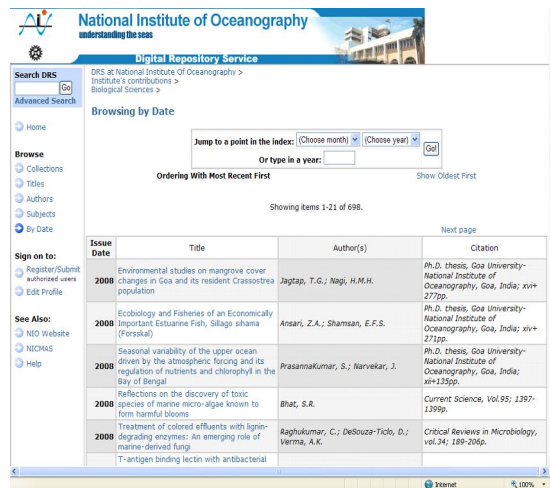 National Institute of Oceanography
understanding the seas
Digital Repository Service
Search DRS
Go
Advanced Search
Home
Browse
Collections
Titles
Authors
Subjects
By Date
Sign on to:
Register/Submit
authorized users
Edit Profile
See Also:
NIO Website
NICMAS
Help
DRS at National Institute Of Oceanography >
Institute's contributions >
Biological Sciences >
Browsing by Date
Jump to a point in the index: (Choose month) (Choose year)
Go!
Or type in a year:
Ordering With Most Recent First Show Oldest First
Showing items 1-21 of 698.
Next page
Issue Date Title Author(s) Citation
2008
Environmental studies on mangrove cover
changes in Goa and its resident Crassostrea
population
Jagtap, T.G.; Nagi, H.M.H.
Ph.D. thesis, Goa University-
National Institute of
Oceanography, Goa, India; xvi+
277pp.
2008
Ecobiology and Fisheries of an Economically
Important Estuarine Fish, Sillago sihama
(Forsskal)
Ansari, Z.A.; Shamsan, E.F.S.
Ph.D. thesis, Goa University-
National Institute of
Oceanography, Goa, India; xiv+
271pp.
2008
Seasonal variability of the upper ocean
driven by the atmospheric forcing and its
regulation of nutrients and chlorophyll in the
Bay of Bengal
PrasannaKumar, S.; Narvekar, J.
Ph.D. thesis, Goa University-
National Institute of
Oceanography, Goa, India;
xii+135pp.
2008
Reflections on the discovery of toxic
species of marine micro-algae known to
form harmful blooms
Bhat, S.R.
Current Science, Vol.95; 1397-
1399p.
2008
Treatment of colored effluents with lignin-
degrading enzymes: An emerging role of
marine-derived fungi
Raghukumar, C.; DeSouza-Ticlo, D.;
Verma, A.K.
Critical Reviews in Microbiology,
vol.34; 189-206p.
T-antigen binding lectin with antibacterial
Internet 100%